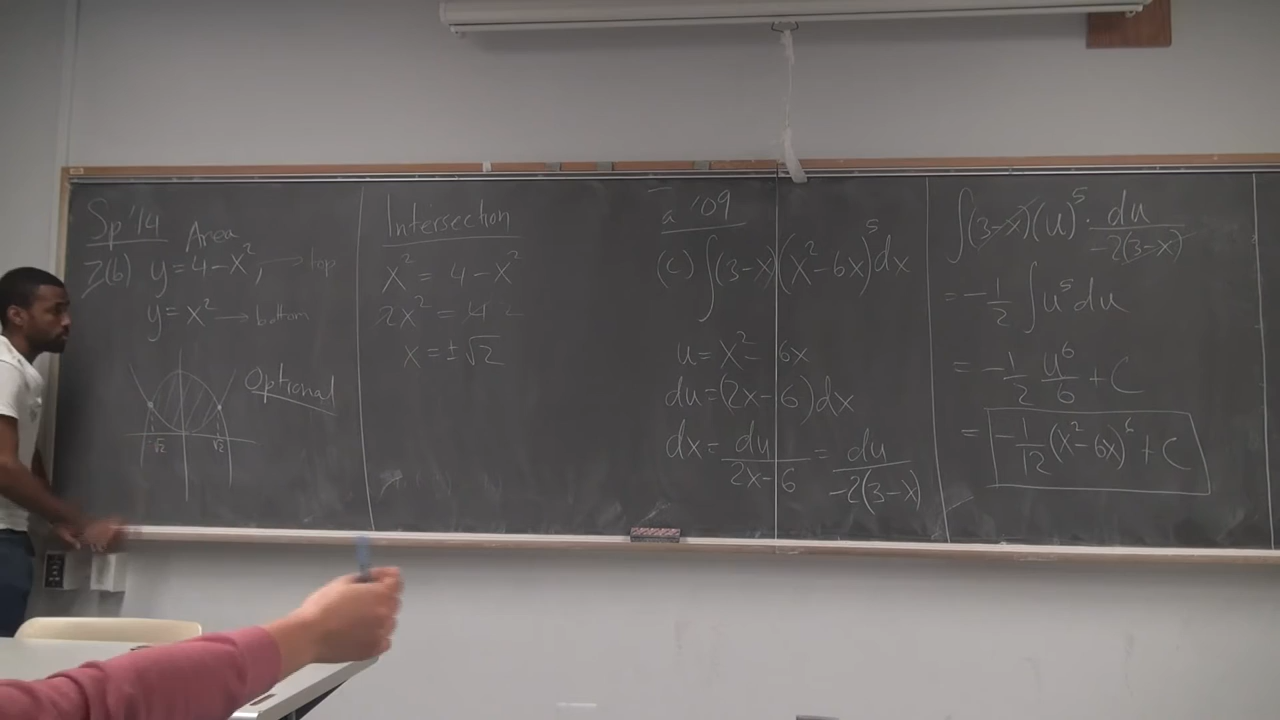 Sp'14
Area
2(b) y = 4-x², → top
y = x² → bottom
Optional
-√2 √2
Intersection
x² = 4-x²
2x² = 4 2
x = ±√2
a '09
(c) ∫(3-x)(x²-6x)⁵dx
u = x²-6x
du = (2x-6)dx
dx = du/(2x-6) = du/(-2(3-x))
∫(3-x)(u)⁵ · du/(-2(3-x))
= -1/2 ∫u⁵du
= -1/2 u⁶/6 + C
= -1/12 (x²-6x)⁶ + C